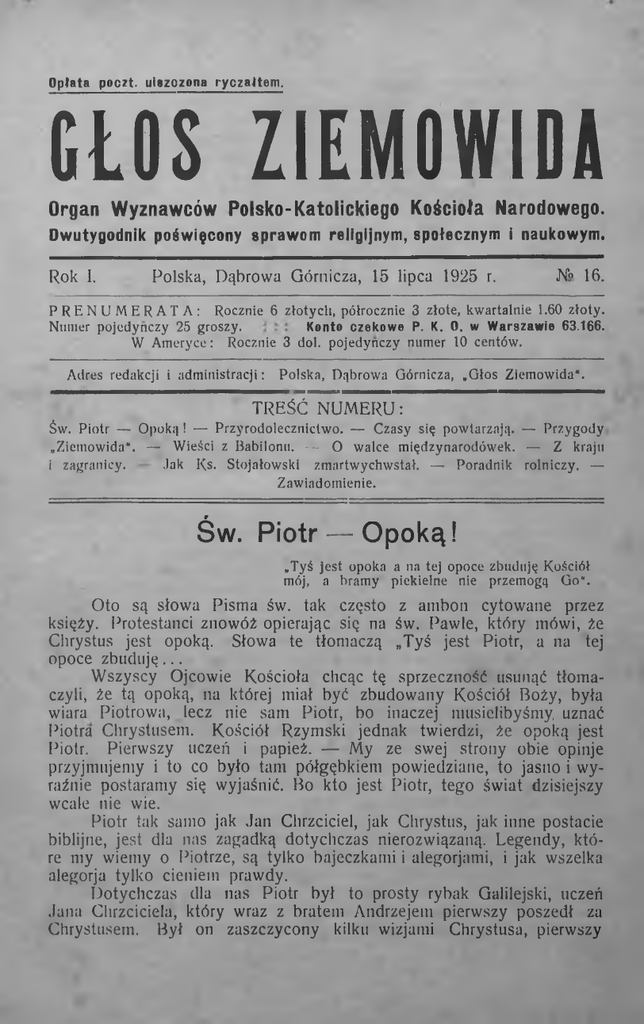 Opłata poczt. uiszczona ryczałtem.
GŁOS ZIEMOWIDA
Organ Wyznawców Polsko-Katolickiego Kościoła Narodowego.
Dwutygodnik poświęcony sprawom religijnym, społecznym i naukowym.
Rok I. Polska, Dąbrowa Górnicza, 15 lipca 1925 r. № 16.
PRENUMERATA: Rocznie 6 złotych, półrocznie 3 złote, kwartalnie 1.60 złoty.
Numer pojedyńczy 25 groszy. : : : Konto czekowe P. K. O. w Warszawie 63.166.
W Ameryce: Rocznie 3 dol. pojedyńczy numer 10 centów.
Adres redakcji i administracji: Polska, Dąbrowa Górnicza, „Głos Ziemowida“.
TREŚĆ NUMERU:
Św. Piotr — Opoką! — Przyrodolecznictwo. — Czasy się powtarzają. — Przygody
„Ziemowida“. — Wieści z Babilonu. — O walce międzynarodówek. — Z kraju
i zagranicy. — Jak Ks. Stojałowski zmartwychwstał. — Poradnik rolniczy. —
Zawiadomienie.
Św. Piotr — Opoką!
„Tyś jest opoka a na tej opoce zbuduję Kościół
mój, a bramy piekielne nie przemogą Go“.
Oto są słowa Pisma św. tak często z ambon cytowane przez
księży. Protestanci znowóż opierając się na św. Pawle, który mówi, że
Chrystus jest opoką. Słowa te tłomaczą „Tyś jest Piotr, a na tej
opoce zbuduję...
Wszyscy Ojcowie Kościoła chcąc tę sprzeczność usunąć tłoma-
czyli, że tą opoką, na której miał być zbudowany Kościół Boży, była
wiara Piotrowa, lecz nie sam Piotr, bo inaczej musielibyśmy uznać
Piotra Chrystusem. Kościół Rzymski jednak twierdzi, że opoką jest
Piotr. Pierwszy uczeń i papież. — My ze swej strony obie opinje
przyjmujemy i to co było tam półgębkiem powiedziane, to jasno i wy-
raźnie postaramy się wyjaśnić. Bo kto jest Piotr, tego świat dzisiejszy
wcale nie wie.
Piotr tak samo jak Jan Chrzciciel, jak Chrystus, jak inne postacie
biblijne, jest dla nas zagadką dotychczas nierozwiązaną. Legendy, któ-
re my wiemy o Piotrze, są tylko bajeczkami i alegorjami, i jak wszelka
alegorja tylko cieniem prawdy.
Dotychczas dla nas Piotr był to prosty rybak Galilejski, uczeń
Jana Chrzciciela, który wraz z bratem Andrzejem pierwszy poszedł za
Chrystusem. Był on zaszczycony kilku wizjami Chrystusa, pierwszy